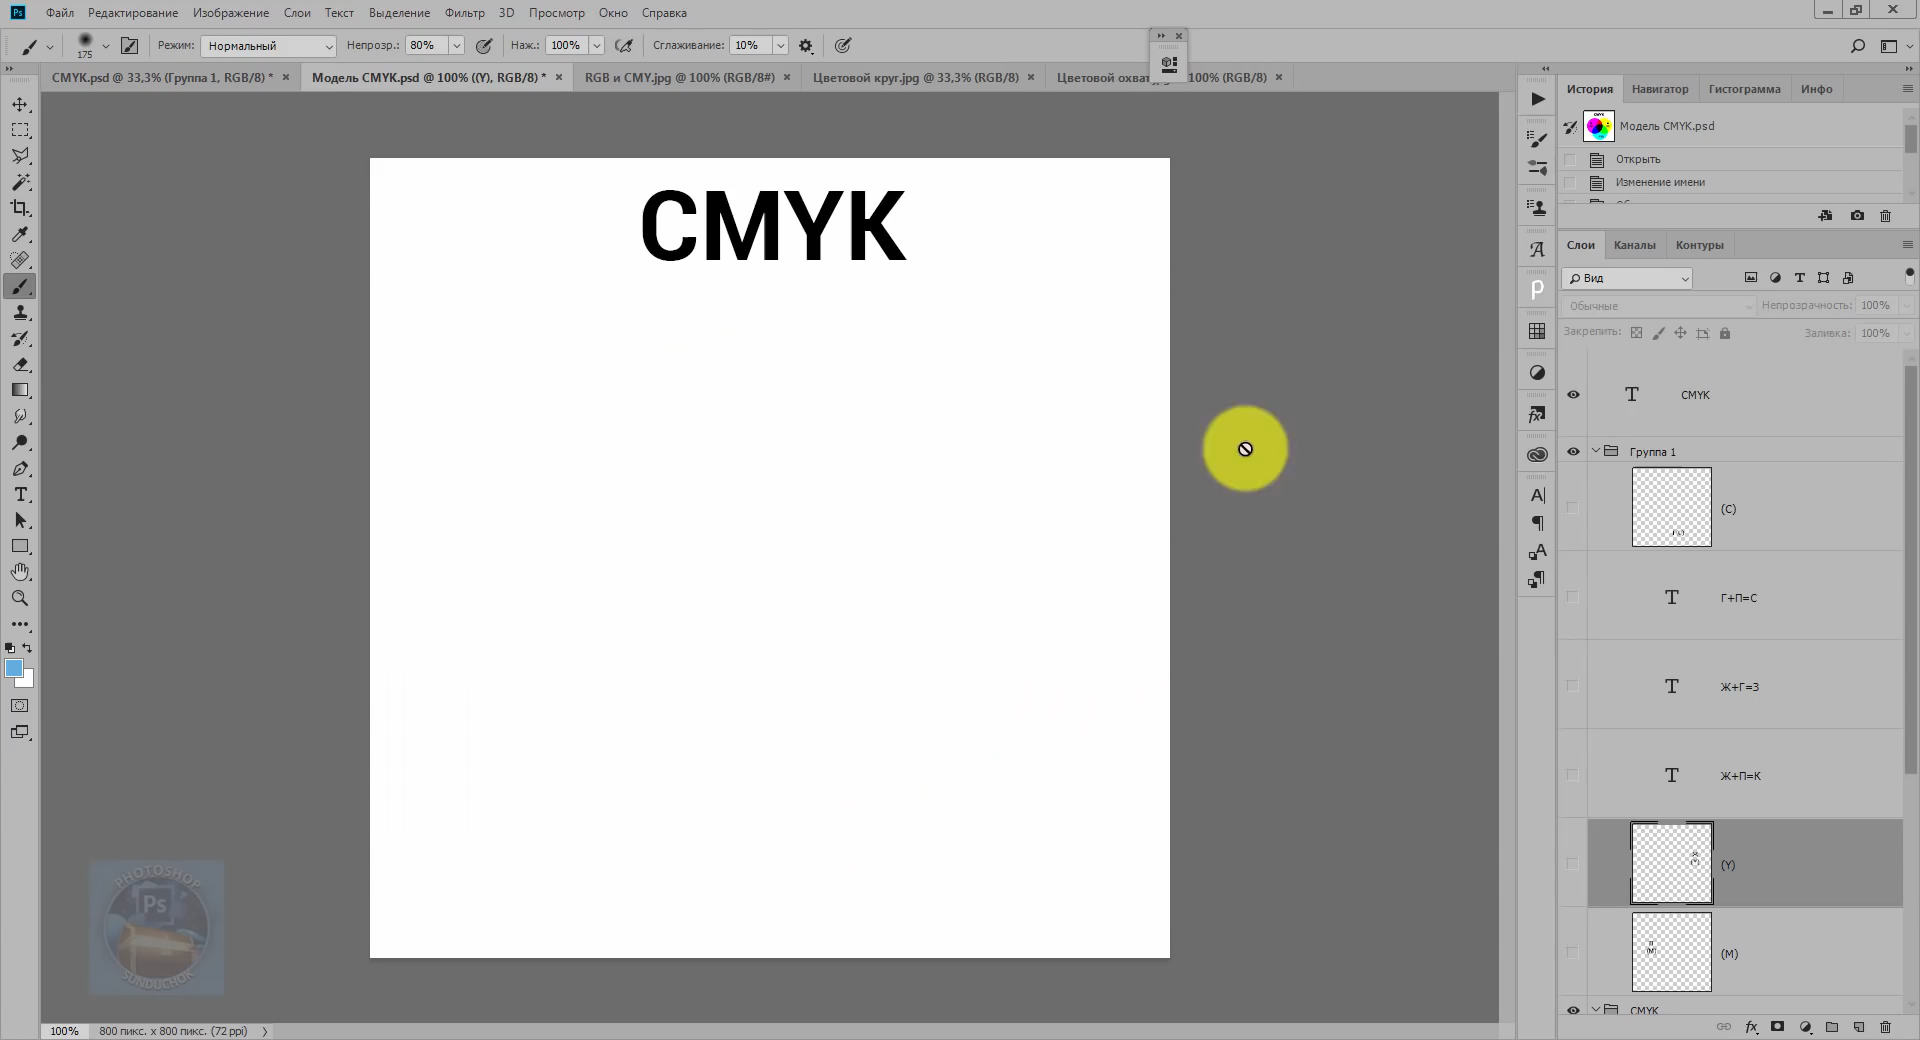 Ps Файл Редактирование Изображение Слои Текст Выделение Фильтр 3D Просмотр Окно Справка
175 Режим: Нормальный Непрозр.: 80% Наж.: 100% Сглаживание: 10%
CMYK.psd @ 33,3% (Группа 1, RGB/8) * Модель CMYK.psd @ 100% ((Y), RGB/8) * RGB и CMY.jpg @ 100% (RGB/8#) Цветовой круг.jpg @ 33,3% (RGB/8) Цветовой 100% (RGB/8)
История Навигатор Гистограмма Инфо
Модель CMYK.psd
Открыть
Изменение имени
Слои Каналы Контуры
Вид
Обычные Непрозрачность: 100%
Закрепить: Заливка: 100%
CMYK
Группа 1
(C)
Г+П=С
Ж+Г=З
Ж+П=К
(Y)
(M)
CMYK
CMYK
PHOTOSHOP
Ps
SUNDUCHOK
100% 800 пикс. x 800 пикс. (72 ppi)